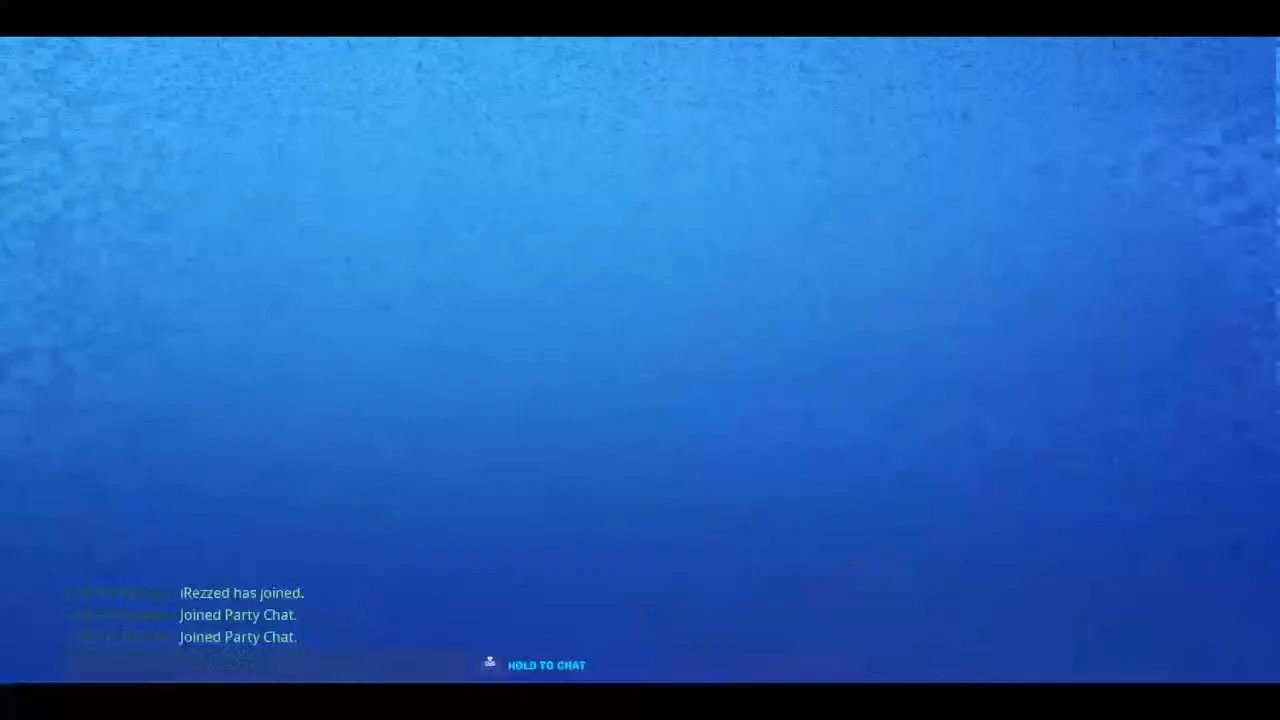 iRezzed has joined.
Joined Party Chat.
Joined Party Chat.
HOLD TO CHAT